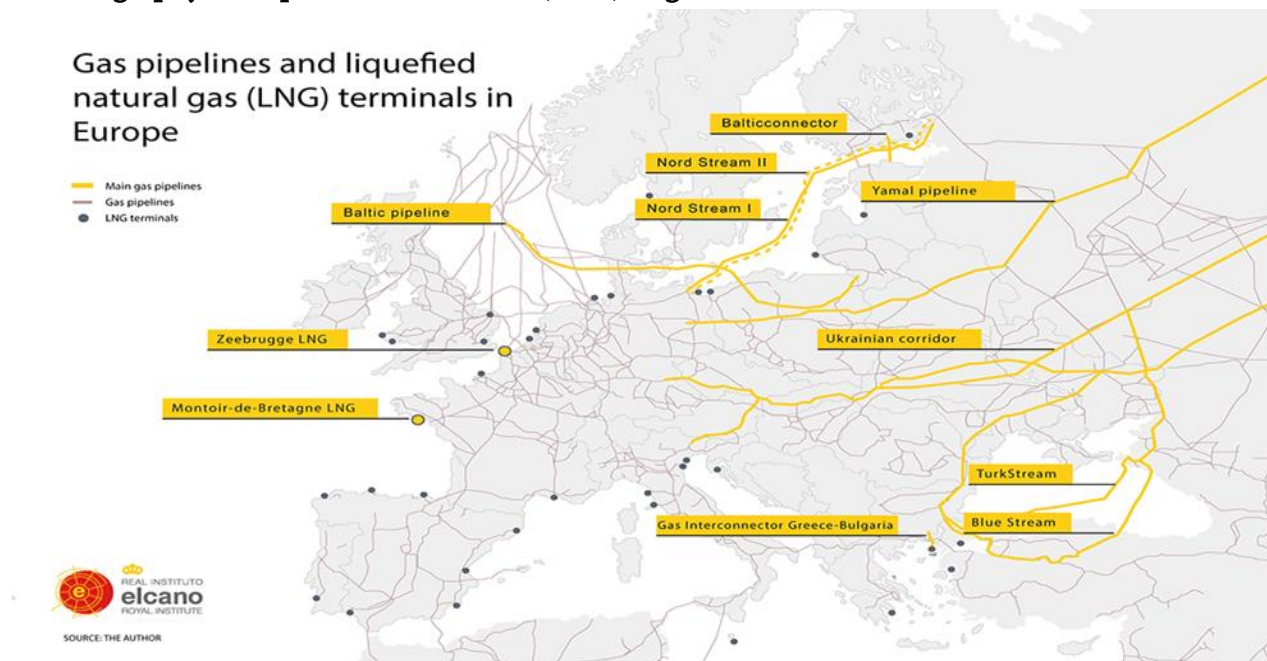 Gas pipelines and liquefied
natural gas (LNG) terminals in
Europe
Main gas pipelines
Gas pipelines
LNG terminals
Balticconnector
Nord Stream II
Yamal pipeline
Baltic pipeline
Nord Stream I
Zeebrugge LNG
Ukrainian corridor
Montoir-de-Bretagne LNG
TurkStream
Gas Interconnector Greece-Bulgaria
Blue Stream
e
REAL INSTITUTO
elcano
ROYAL INSTITUTE
SOURCE: THE AUTHOR